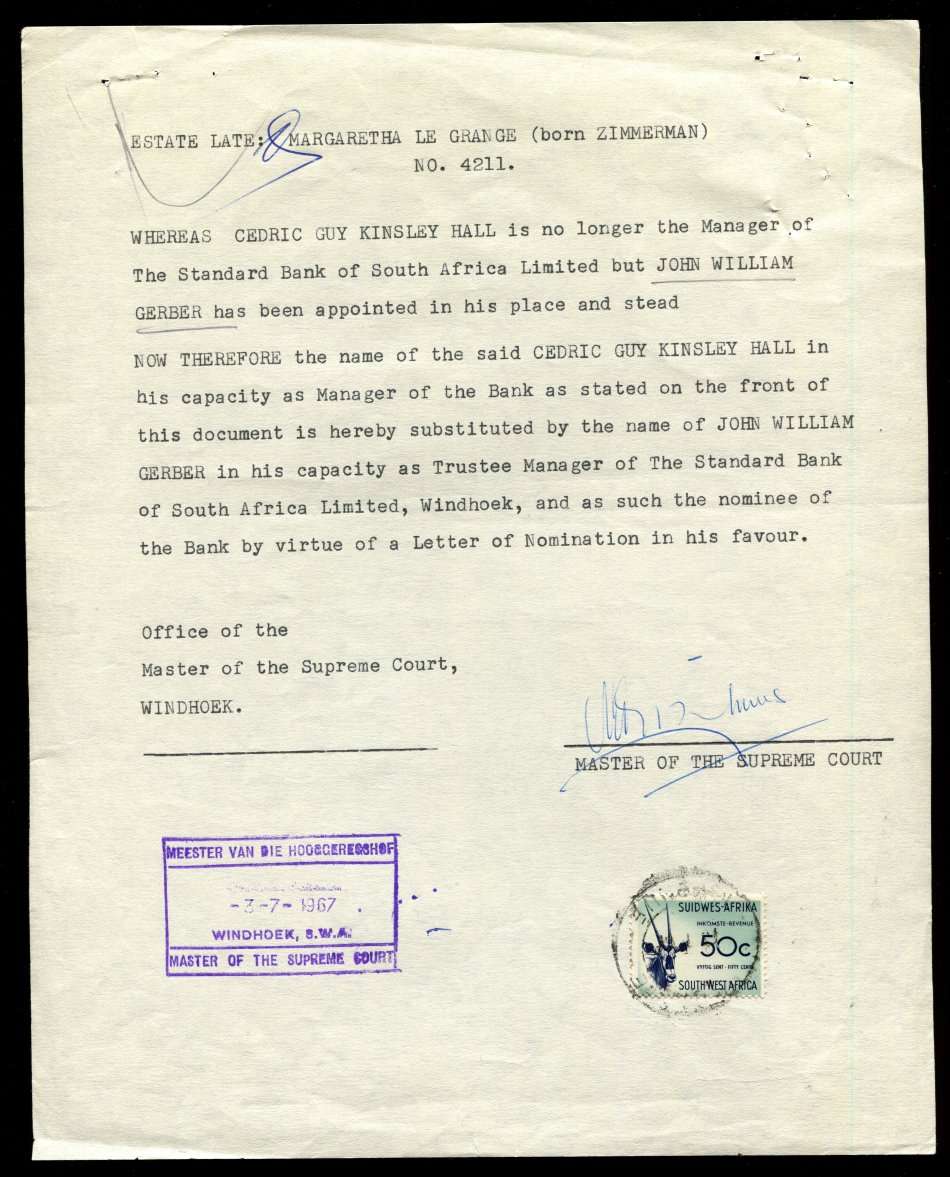 ESTATE LATE: MARGARETHA LE GRANGE (born ZIMMERMAN)
NO. 4211.
WHEREAS CEDRIC GUY KINSLEY HALL is no longer the Manager of
The Standard Bank of South Africa Limited but JOHN WILLIAM
GERBER has been appointed in his place and stead
NOW THEREFORE the name of the said CEDRIC GUY KINSLEY HALL in
his capacity as Manager of the Bank as stated on the front of
this document is hereby substituted by the name of JOHN WILLIAM
GERBER in his capacity as Trustee Manager of The Standard Bank
of South Africa Limited, Windhoek, and as such the nominee of
the Bank by virtue of a Letter of Nomination in his favour.
Office of the
Master of the Supreme Court,
WINDHOEK.
MASTER OF THE SUPREME COURT
MEESTER VAN DIE HOOGGEREGSHOF
-3-7-1967
WINDHOEK, S.W.A.
MASTER OF THE SUPREME COURT
SUIDWES-AFRIKA
INKOMSTE-REVENUE
50c
VYFTIG SENT - FIFTY CENTS
SOUTH WEST AFRICA